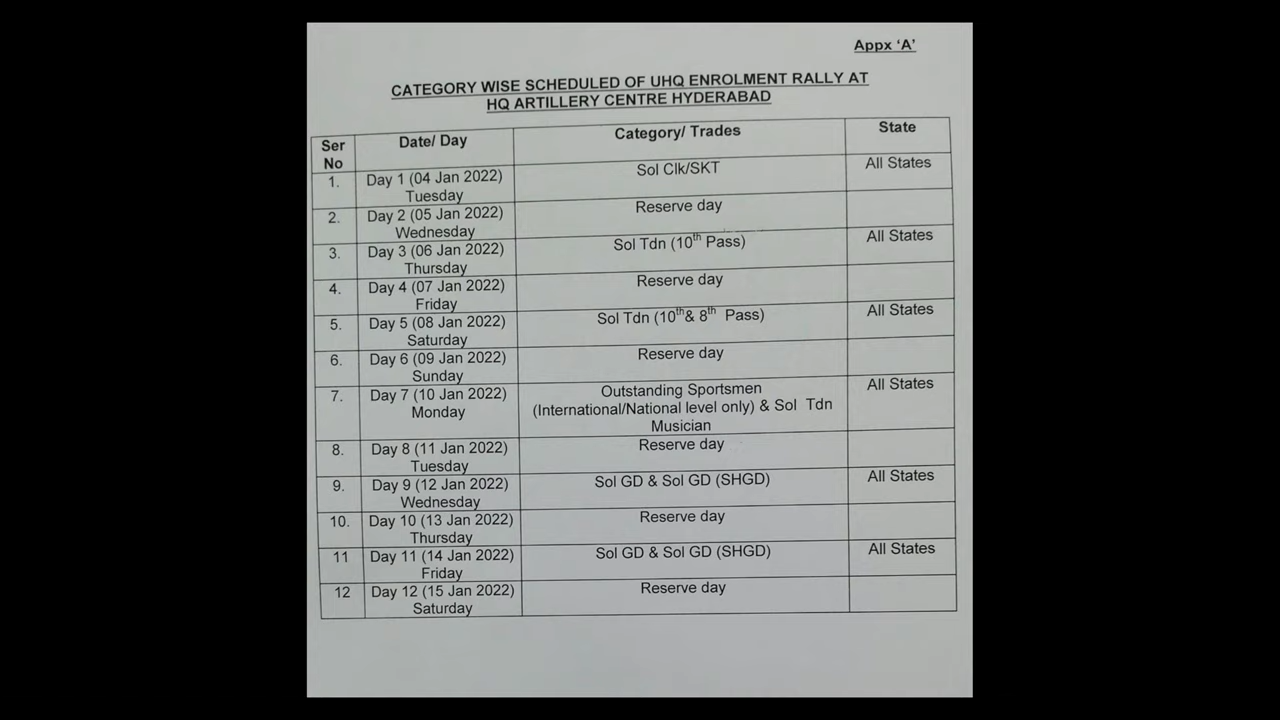 Appx ‘A’
CATEGORY WISE SCHEDULED OF UHQ ENROLMENT RALLY AT
HQ ARTILLERY CENTRE HYDERABAD
Ser No Date/ Day Category/ Trades State
1. Day 1 (04 Jan 2022) Tuesday Sol Clk/SKT All States
2. Day 2 (05 Jan 2022) Wednesday Reserve day
3. Day 3 (06 Jan 2022) Thursday Sol Tdn (10th Pass) All States
4. Day 4 (07 Jan 2022) Friday Reserve day
5. Day 5 (08 Jan 2022) Saturday Sol Tdn (10th& 8th Pass) All States
6. Day 6 (09 Jan 2022) Sunday Reserve day
7. Day 7 (10 Jan 2022) Monday Outstanding Sportsmen (International/National level only) & Sol Tdn Musician All States
8. Day 8 (11 Jan 2022) Tuesday Reserve day
9. Day 9 (12 Jan 2022) Wednesday Sol GD & Sol GD (SHGD) All States
10. Day 10 (13 Jan 2022) Thursday Reserve day
11 Day 11 (14 Jan 2022) Friday Sol GD & Sol GD (SHGD) All States
12 Day 12 (15 Jan 2022) Saturday Reserve day